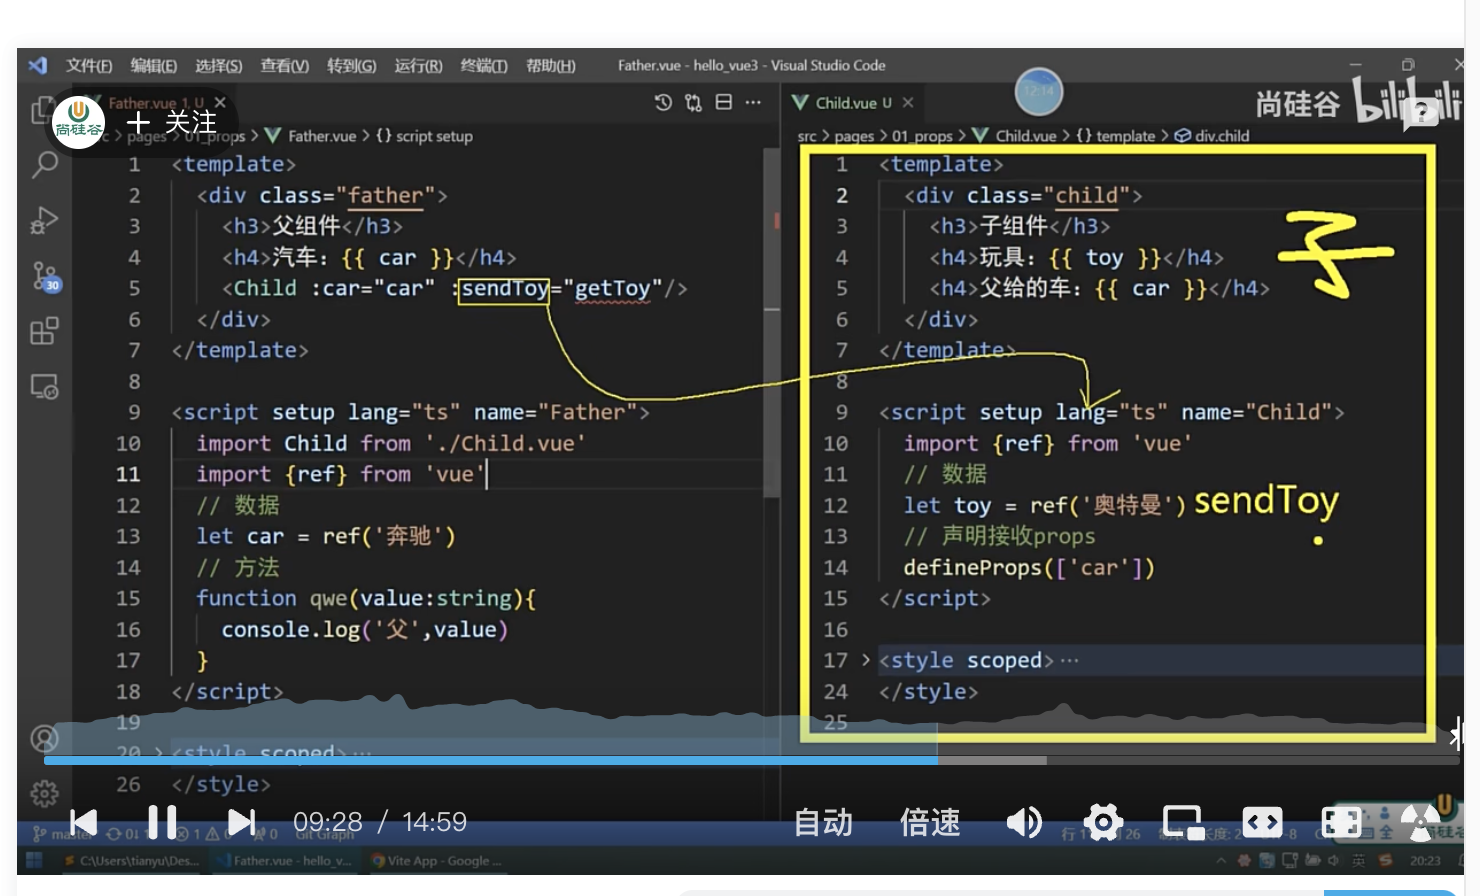 文件(F) 编辑(E) 选择(S) 查看(V) 转到(G) 运行(R) 终端(T) 帮助(H)
Father.vue - hello_vue3 - Visual Studio Code
12:14
尚硅谷 bilibili
Father.vue 1, U
尚硅谷
+ 关注
pages > 01_props > Father.vue > {} script setup
1 <template>
2 <div class="father">
3 <h3>父组件</h3>
4 <h4>汽车：{{ car }}</h4>
5 <Child :car="car" :sendToy="getToy"/>
6 </div>
7 </template>
8
9 <script setup lang="ts" name="Father">
10 import Child from './Child.vue'
11 import {ref} from 'vue'
12 // 数据
13 let car = ref('奔驰')
14 // 方法
15 function qwe(value:string){
16 console.log('父',value)
17 }
18 </script>
19
20 > <style scoped>…
26 </style>
30
Child.vue U
src > pages > 01_props > Child.vue > {} template > div.child
1 <template>
2 <div class="child">
3 <h3>子组件</h3>
4 <h4>玩具：{{ toy }}</h4>
5 <h4>父给的车：{{ car }}</h4>
6 </div>
7 </template>
8
9 <script setup lang="ts" name="Child">
10 import {ref} from 'vue'
11 // 数据
12 let toy = ref('奥特曼')
13 // 声明接收props
14 defineProps(['car'])
15 </script>
16
17 > <style scoped>…
24 </style>
25
子
sendToy
09:28 / 14:59
自动 倍速
C:\Users\tianyu\Des...
Father.vue - hello_v...
Vite App - Google ...
英
20:23